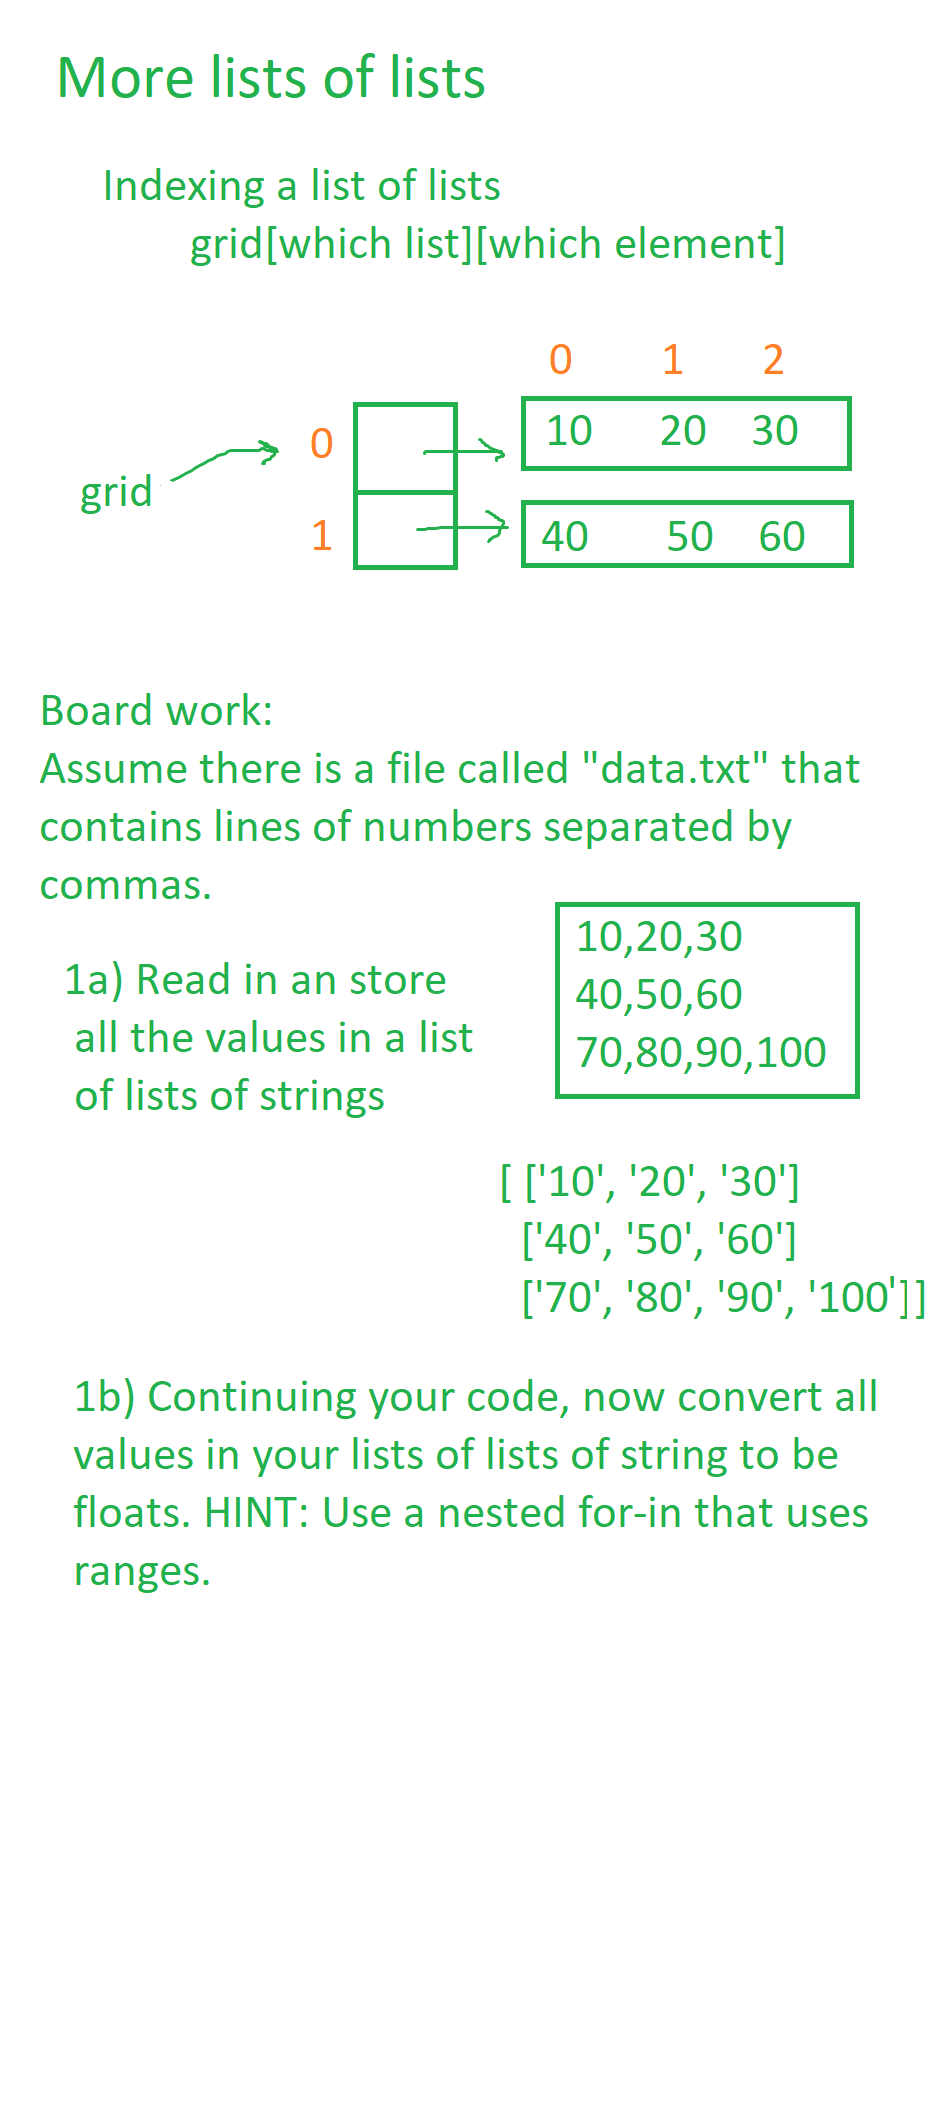 More lists of lists
Indexing a list of lists
grid[which list][which element]
0 1 2
0 10 20 30
grid
1 40 50 60
Board work:
Assume there is a file called "data.txt" that
contains lines of numbers separated by
commas.
10,20,30
40,50,60
70,80,90,100
1a) Read in an store
all the values in a list
of lists of strings
[ ['10', '20', '30']
['40', '50', '60']
['70', '80', '90', '100']]
1b) Continuing your code, now convert all
values in your lists of lists of string to be
floats. HINT: Use a nested for-in that uses
ranges.